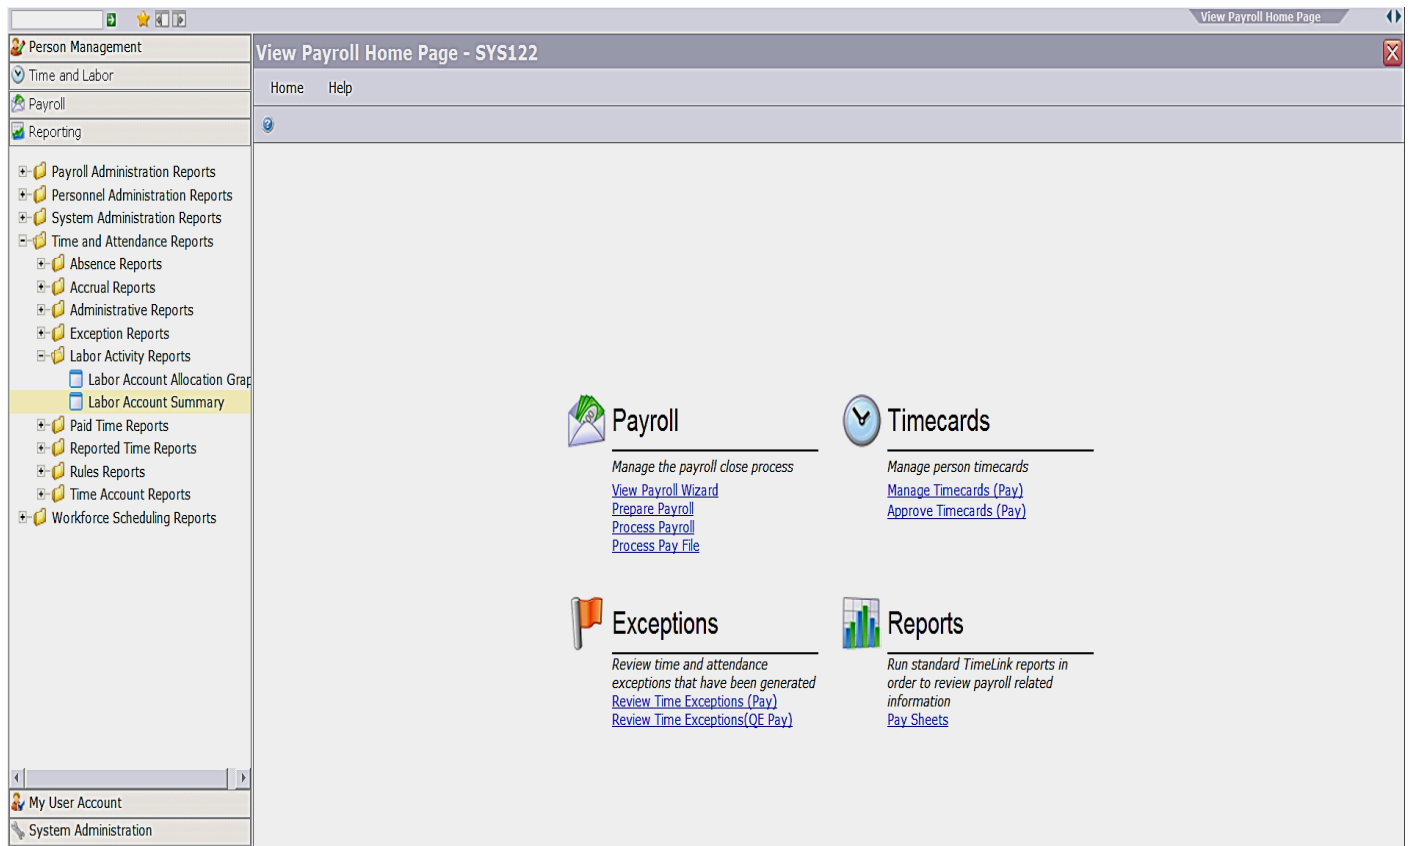 View Payroll Home Page
Person Management
Time and Labor
Payroll
Reporting
Payroll Administration Reports
Personnel Administration Reports
System Administration Reports
Time and Attendance Reports
Absence Reports
Accrual Reports
Administrative Reports
Exception Reports
Labor Activity Reports
Labor Account Allocation Grap
Labor Account Summary
Paid Time Reports
Reported Time Reports
Rules Reports
Time Account Reports
Workforce Scheduling Reports
My User Account
System Administration
View Payroll Home Page - SYS122
Home Help
Payroll
Manage the payroll close process
View Payroll Wizard
Prepare Payroll
Process Payroll
Process Pay File
Timecards
Manage person timecards
Manage Timecards (Pay)
Approve Timecards (Pay)
Exceptions
Review time and attendance
exceptions that have been generated
Review Time Exceptions (Pay)
Review Time Exceptions(QE Pay)
Reports
Run standard TimeLink reports in
order to review payroll related
information
Pay Sheets